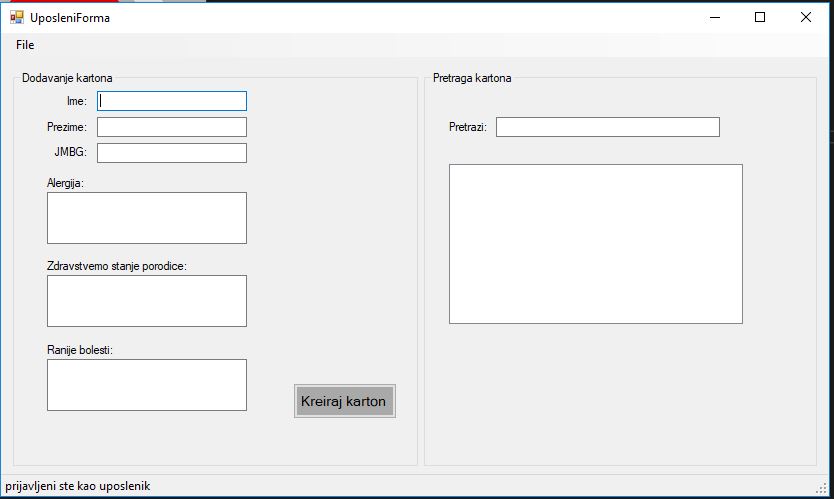 UposleniForma
File
Dodavanje kartona
Ime:
Prezime:
JMBG:
Alergija:
Zdravstvemo stanje porodice:
Ranije bolesti:
Kreiraj karton
Pretraga kartona
Pretrazi:
prijavljeni ste kao uposlenik